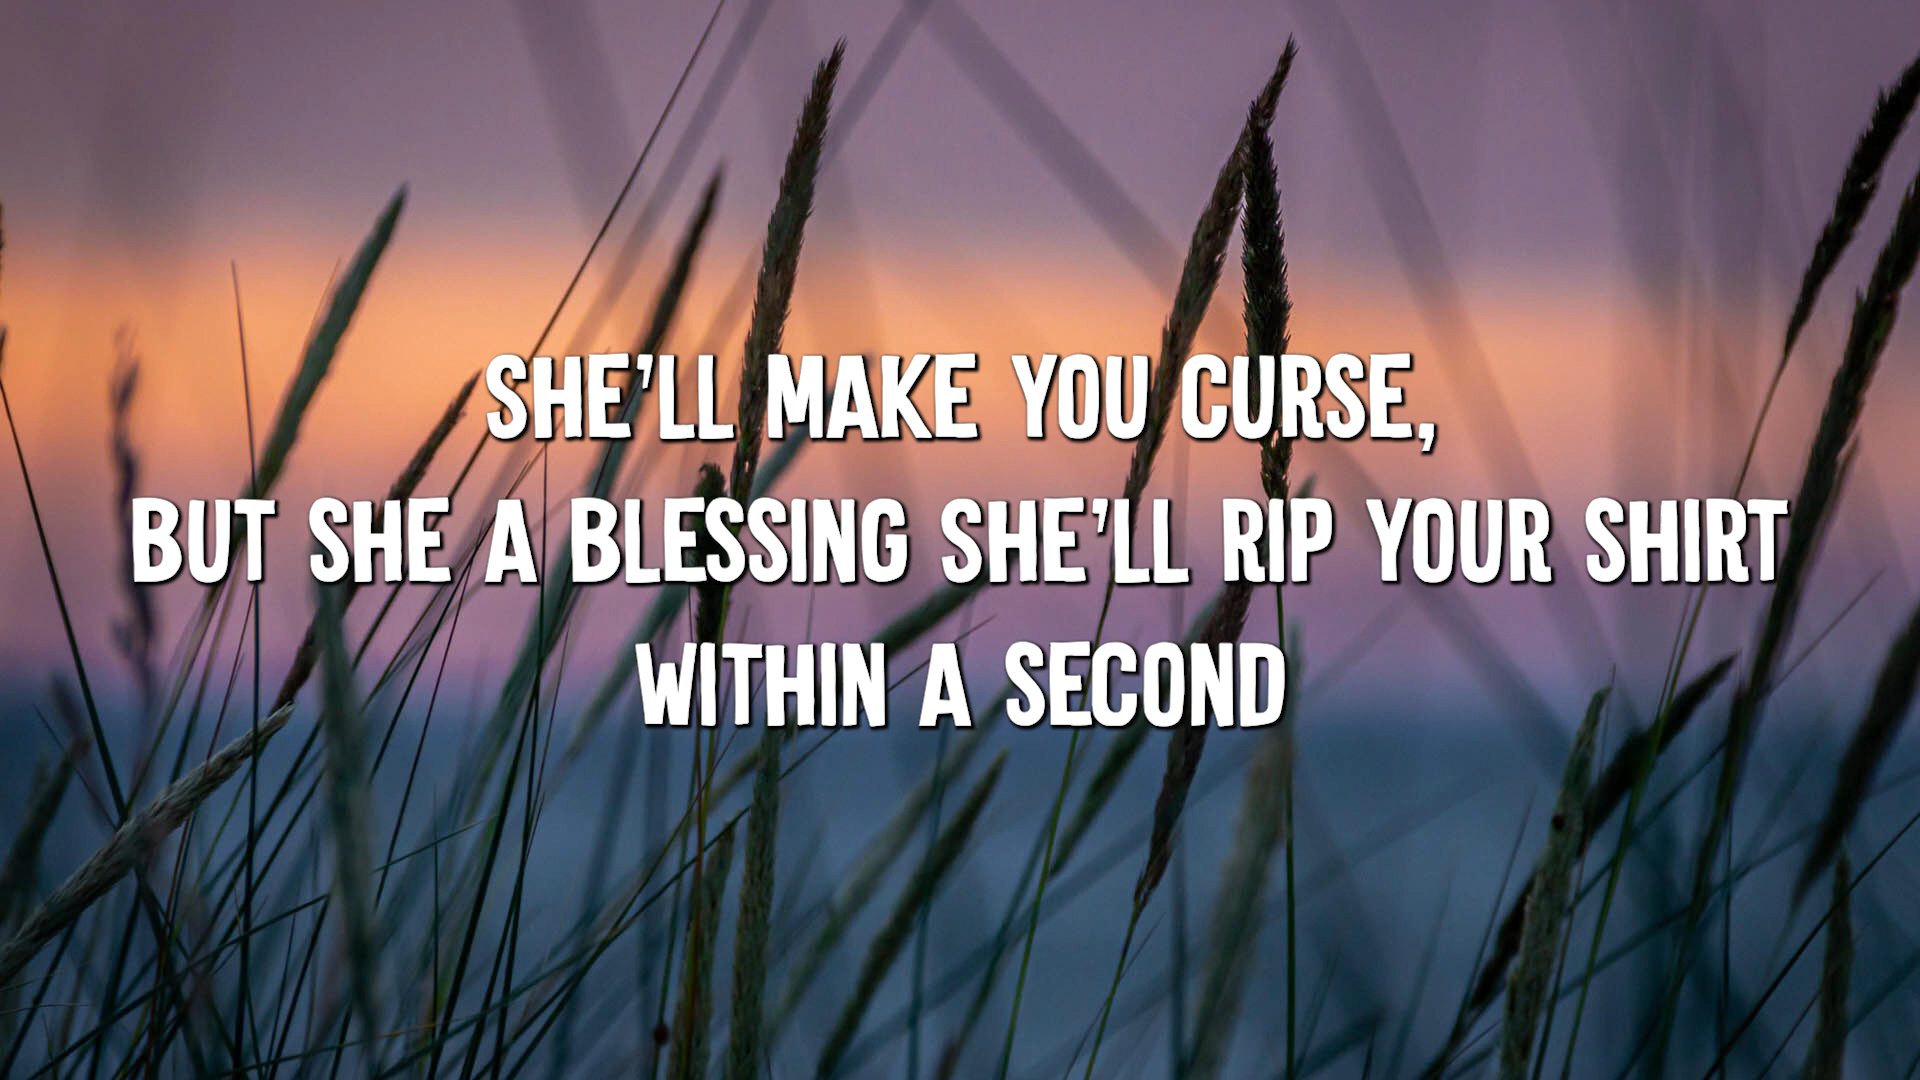 SHE'LL MAKE YOU CURSE,
BUT SHE A BLESSING SHE'LL RIP YOUR SHIRT
WITHIN A SECOND